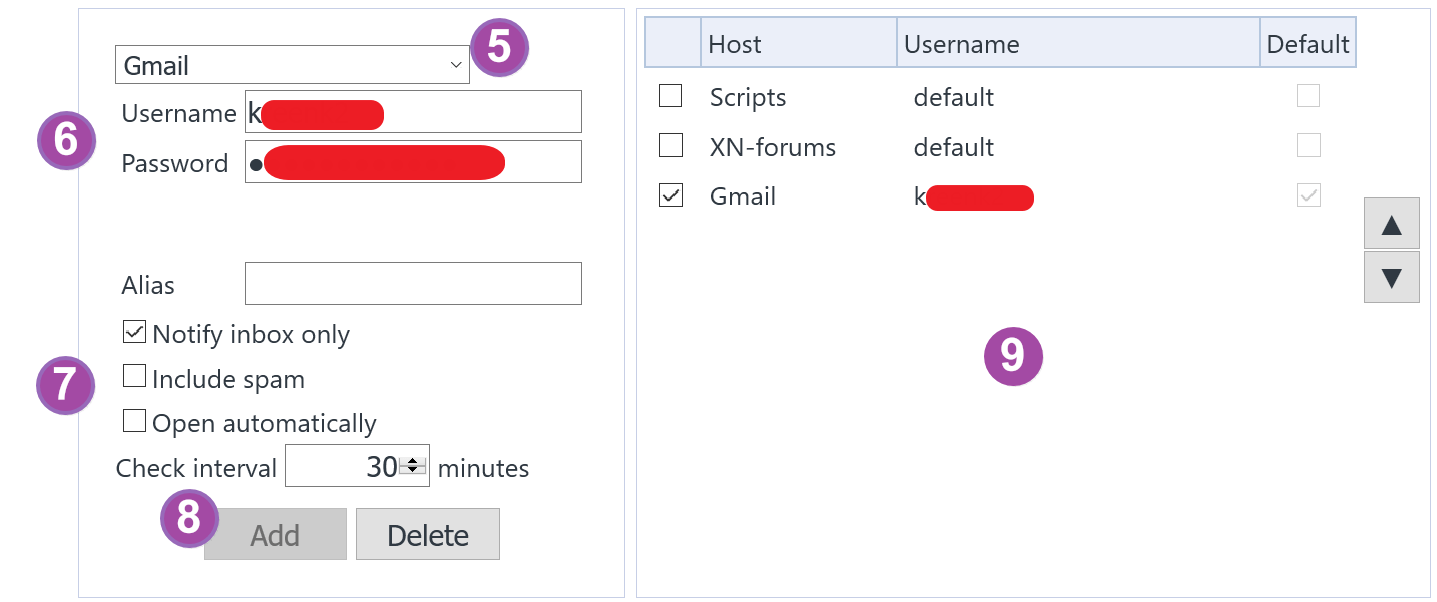 Gmail
5
6
Username k
Password
Alias
Notify inbox only
7
Include spam
Open automatically
Check interval 30 minutes
8
Add Delete
Host Username Default
Scripts default
XN-forums default
Gmail k
▲
▼
9